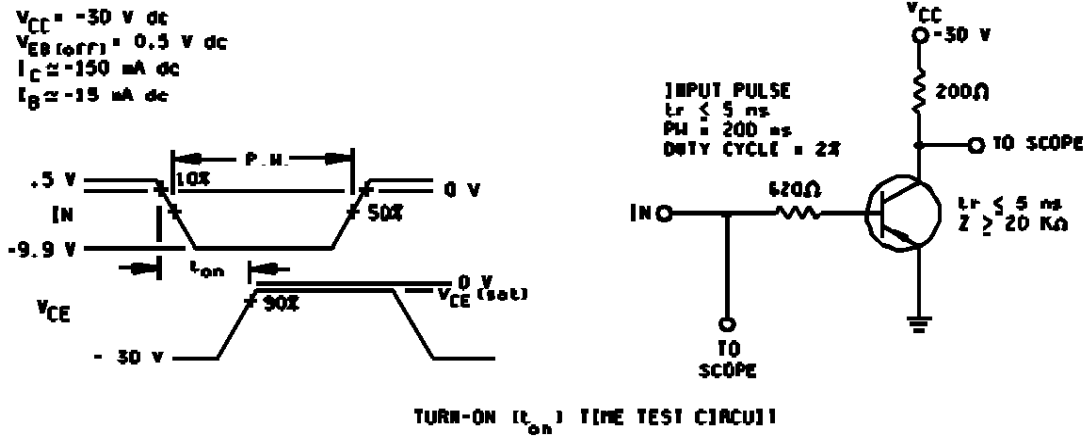 VCC = -30 V dc
VEB(off) = 0.5 V dc
IC ≃ -150 mA dc
IB ≃ -15 mA dc
VCC
-30 V
200Ω
TO SCOPE
INPUT PULSE
tr ≤ 5 ns
PW = 200 ns
DUTY CYCLE = 2%
620Ω
IN
tr ≤ 5 ns
Z ≥ 20 KΩ
TO
SCOPE
P.W.
.5 V
10%
0 V
IN
50%
-9.9 V
ton
0 V
VCE(sat)
90%
VCE
- 30 V
TURN-ON (ton) TIME TEST CIRCUIT